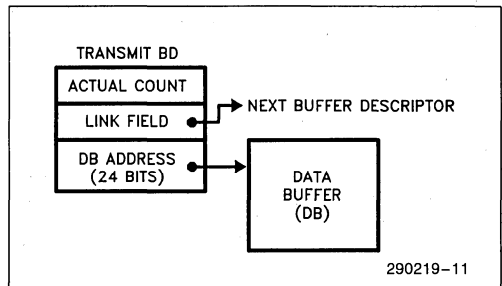 TRANSMIT BD
ACTUAL COUNT
LINK FIELD
NEXT BUFFER DESCRIPTOR
DB ADDRESS
(24 BITS)
DATA
BUFFER
(DB)
290219-11